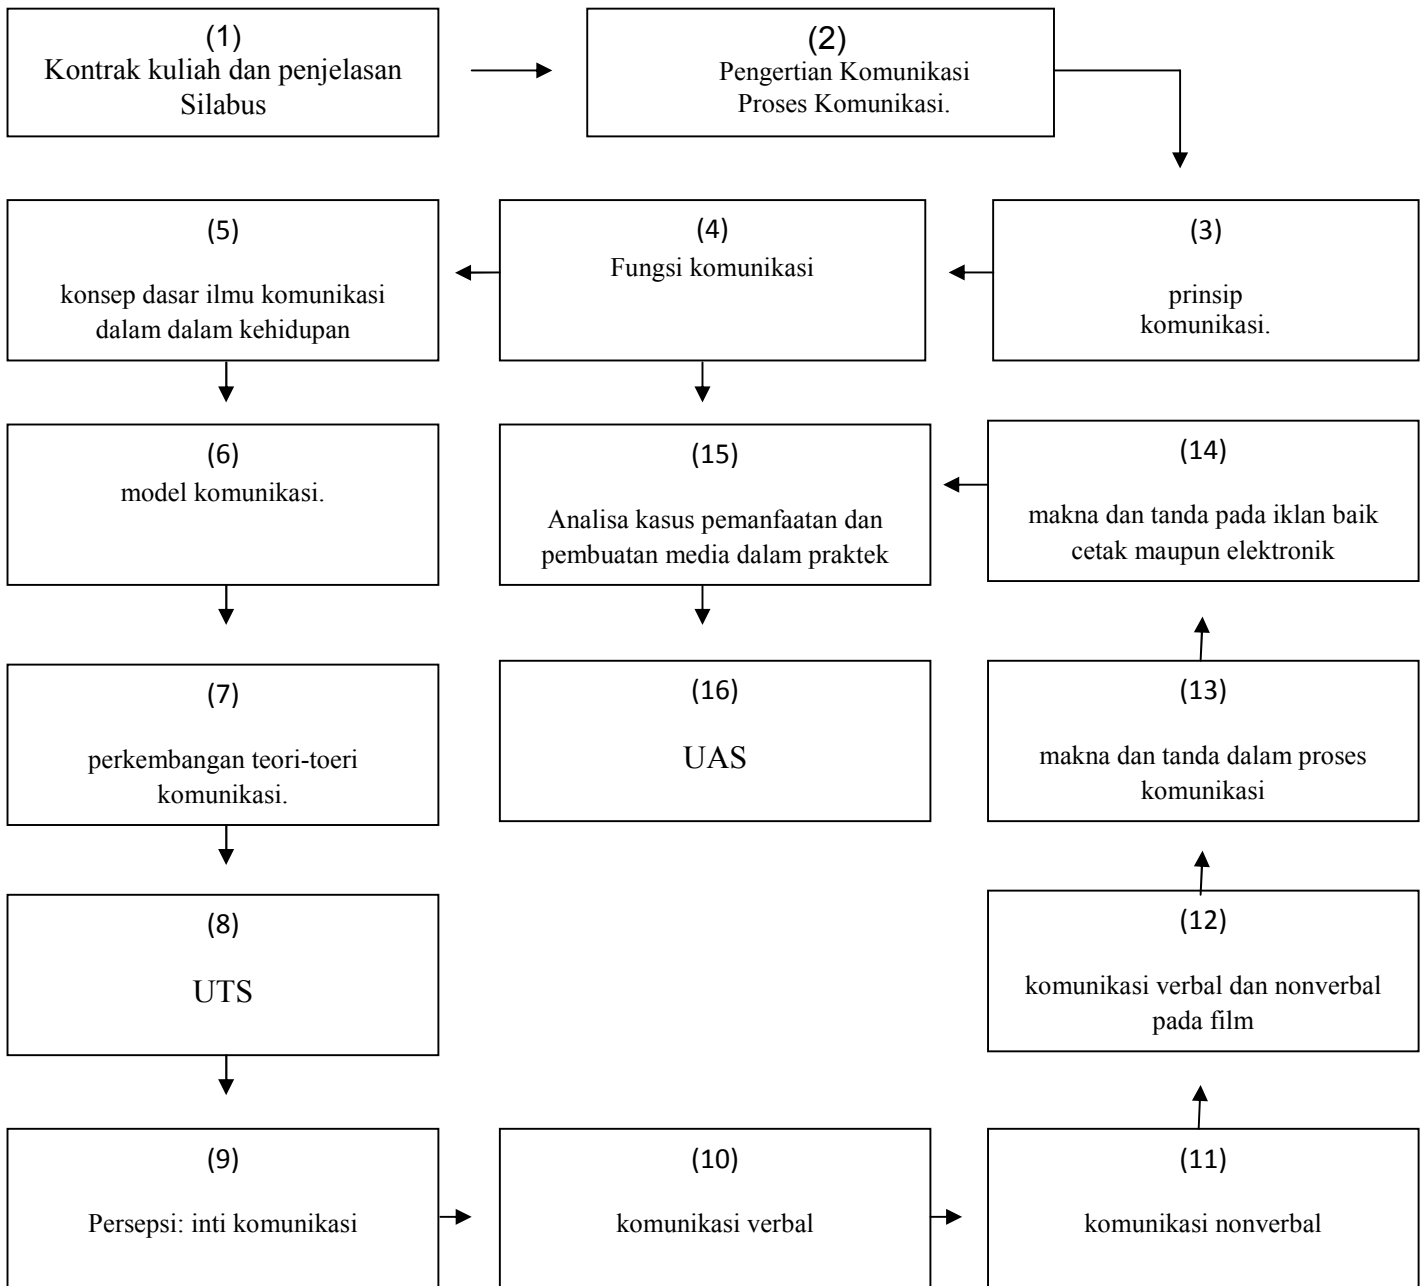 (1)
Kontrak kuliah dan penjelasan
Silabus
(2)
Pengertian Komunikasi
Proses Komunikasi.
(5)
konsep dasar ilmu komunikasi
dalam dalam kehidupan
(4)
Fungsi komunikasi
(3)
prinsip
komunikasi.
(6)
model komunikasi.
(15)
Analisa kasus pemanfaatan dan
pembuatan media dalam praktek
(14)
makna dan tanda pada iklan baik
cetak maupun elektronik
(7)
perkembangan teori-toeri
komunikasi.
(16)
UAS
(13)
makna dan tanda dalam proses
komunikasi
(8)
UTS
(12)
komunikasi verbal dan nonverbal
pada film
(9)
Persepsi: inti komunikasi
(10)
komunikasi verbal
(11)
komunikasi nonverbal